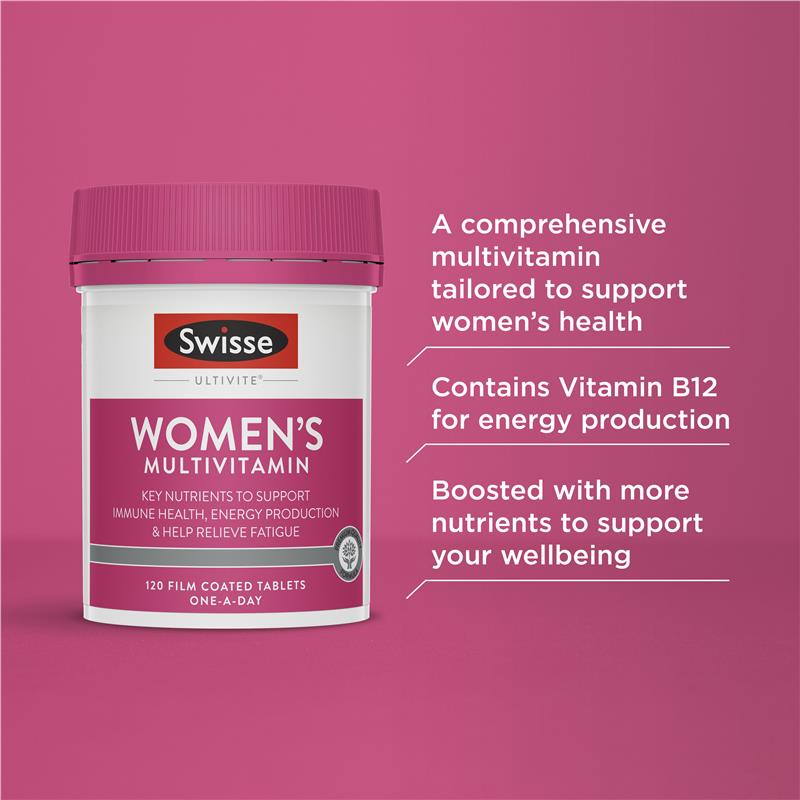 Swisse
ULTIVITE®
WOMEN'S
MULTIVITAMIN
KEY NUTRIENTS TO SUPPORT
IMMUNE HEALTH, ENERGY PRODUCTION
& HELP RELIEVE FATIGUE
120 FILM COATED TABLETS
ONE-A-DAY
A comprehensive
multivitamin
tailored to support
women's health
Contains Vitamin B12
for energy production
Boosted with more
nutrients to support
your wellbeing